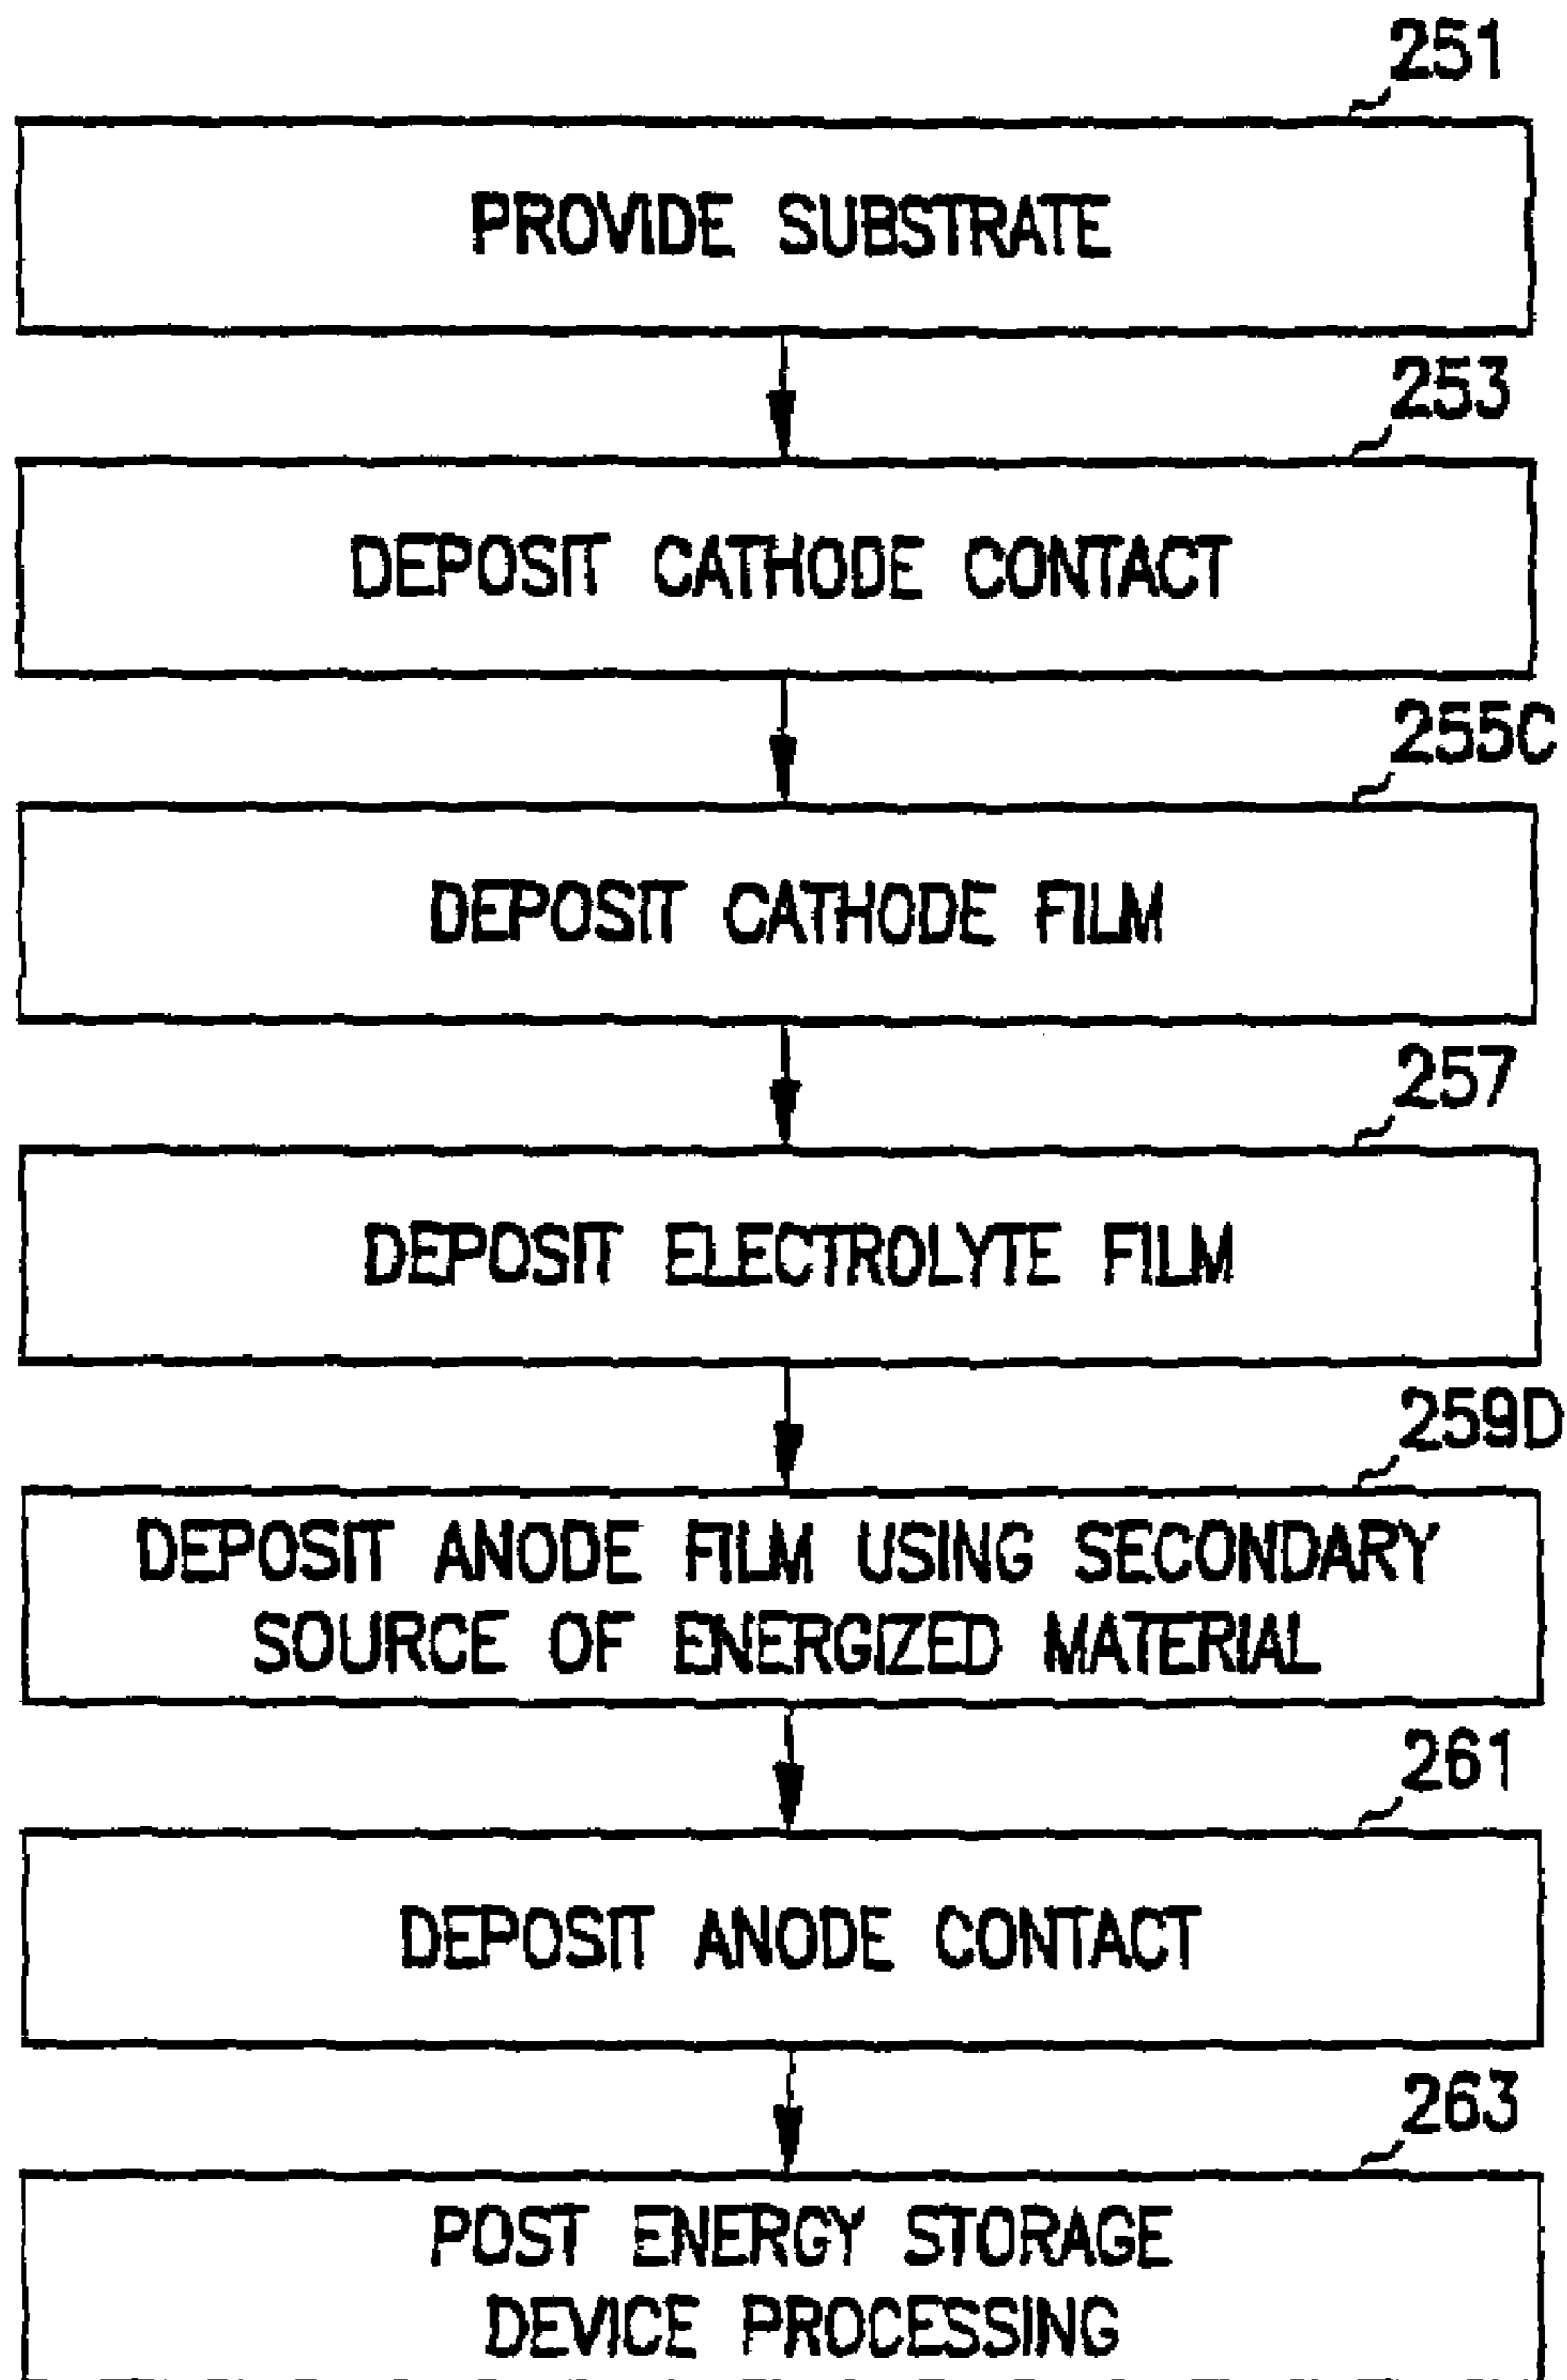 251
PROVIDE SUBSTRATE
253
DEPOSIT CATHODE CONTACT
255C
DEPOSIT CATHODE FILM
257
DEPOSIT ELECTROLYTE FILM
259D
DEPOSIT ANODE FILM USING SECONDARY
SOURCE OF ENERGIZED MATERIAL
261
DEPOSIT ANODE CONTACT
263
POST ENERGY STORAGE
DEVICE PROCESSING